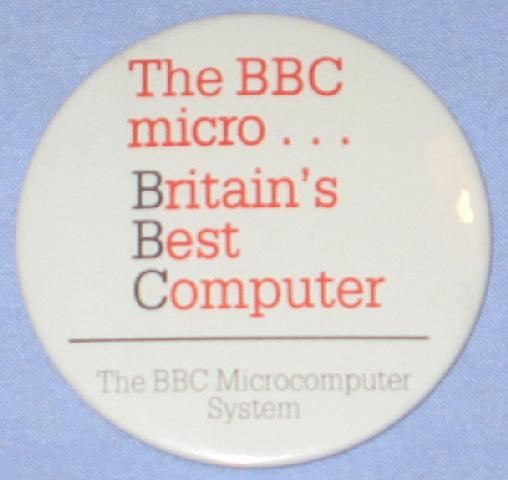 The BBC
micro . . .
Britain's
Best
Computer
The BBC Microcomputer
System